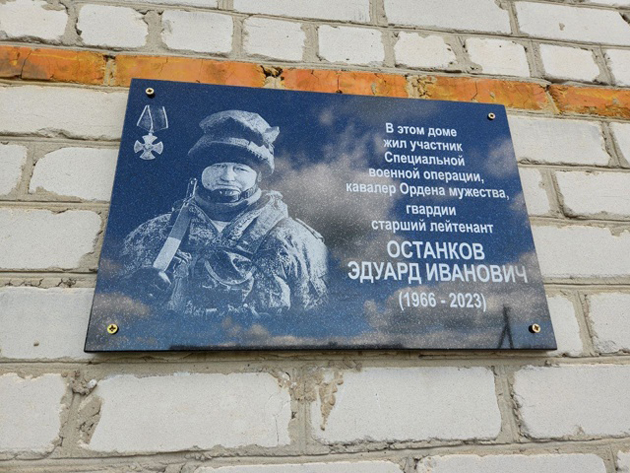 В этом доме
жил участник
Специальной
военной операции,
кавалер Ордена мужества,
гвардии
старший лейтенант
ОСТАНКОВ
ЭДУАРД ИВАНОВИЧ
(1966 - 2023)